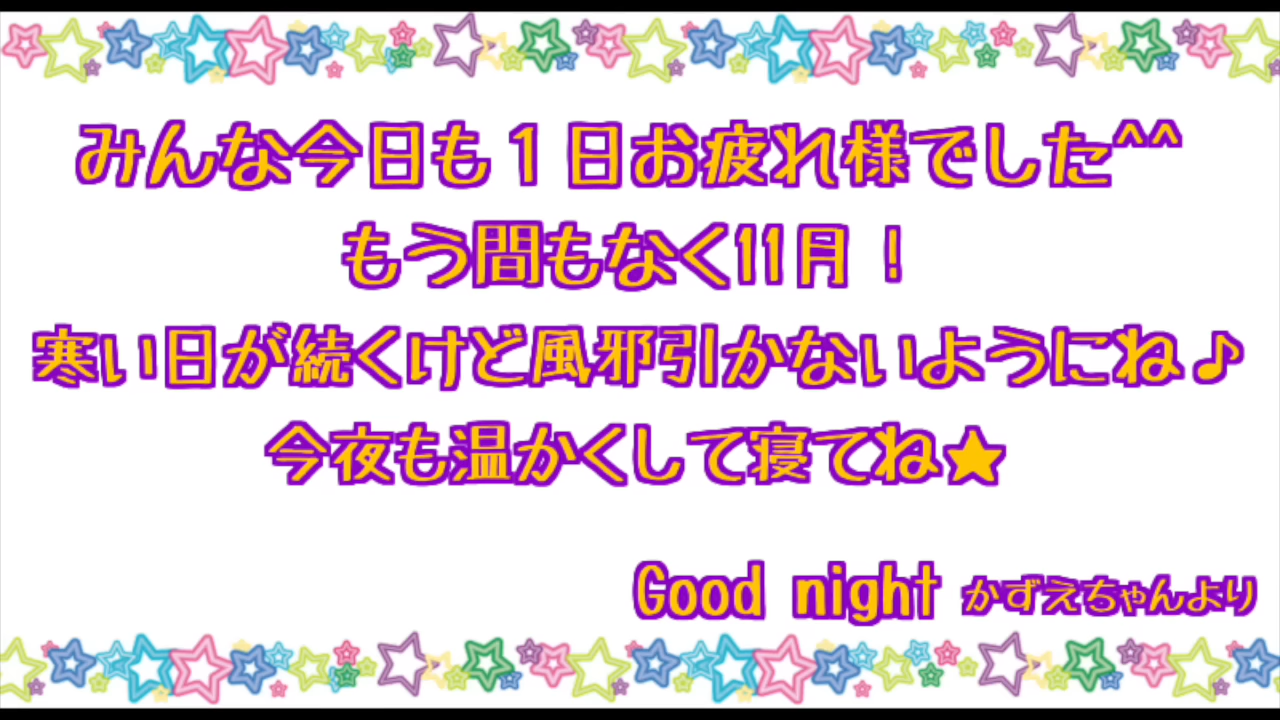 みんな今日も１日お疲れ様でした^^
もう間もなく11月！
寒い日が続くけど風邪引かないようにね♪
今夜も温かくして寝てね★
Good night かずえちゃんより